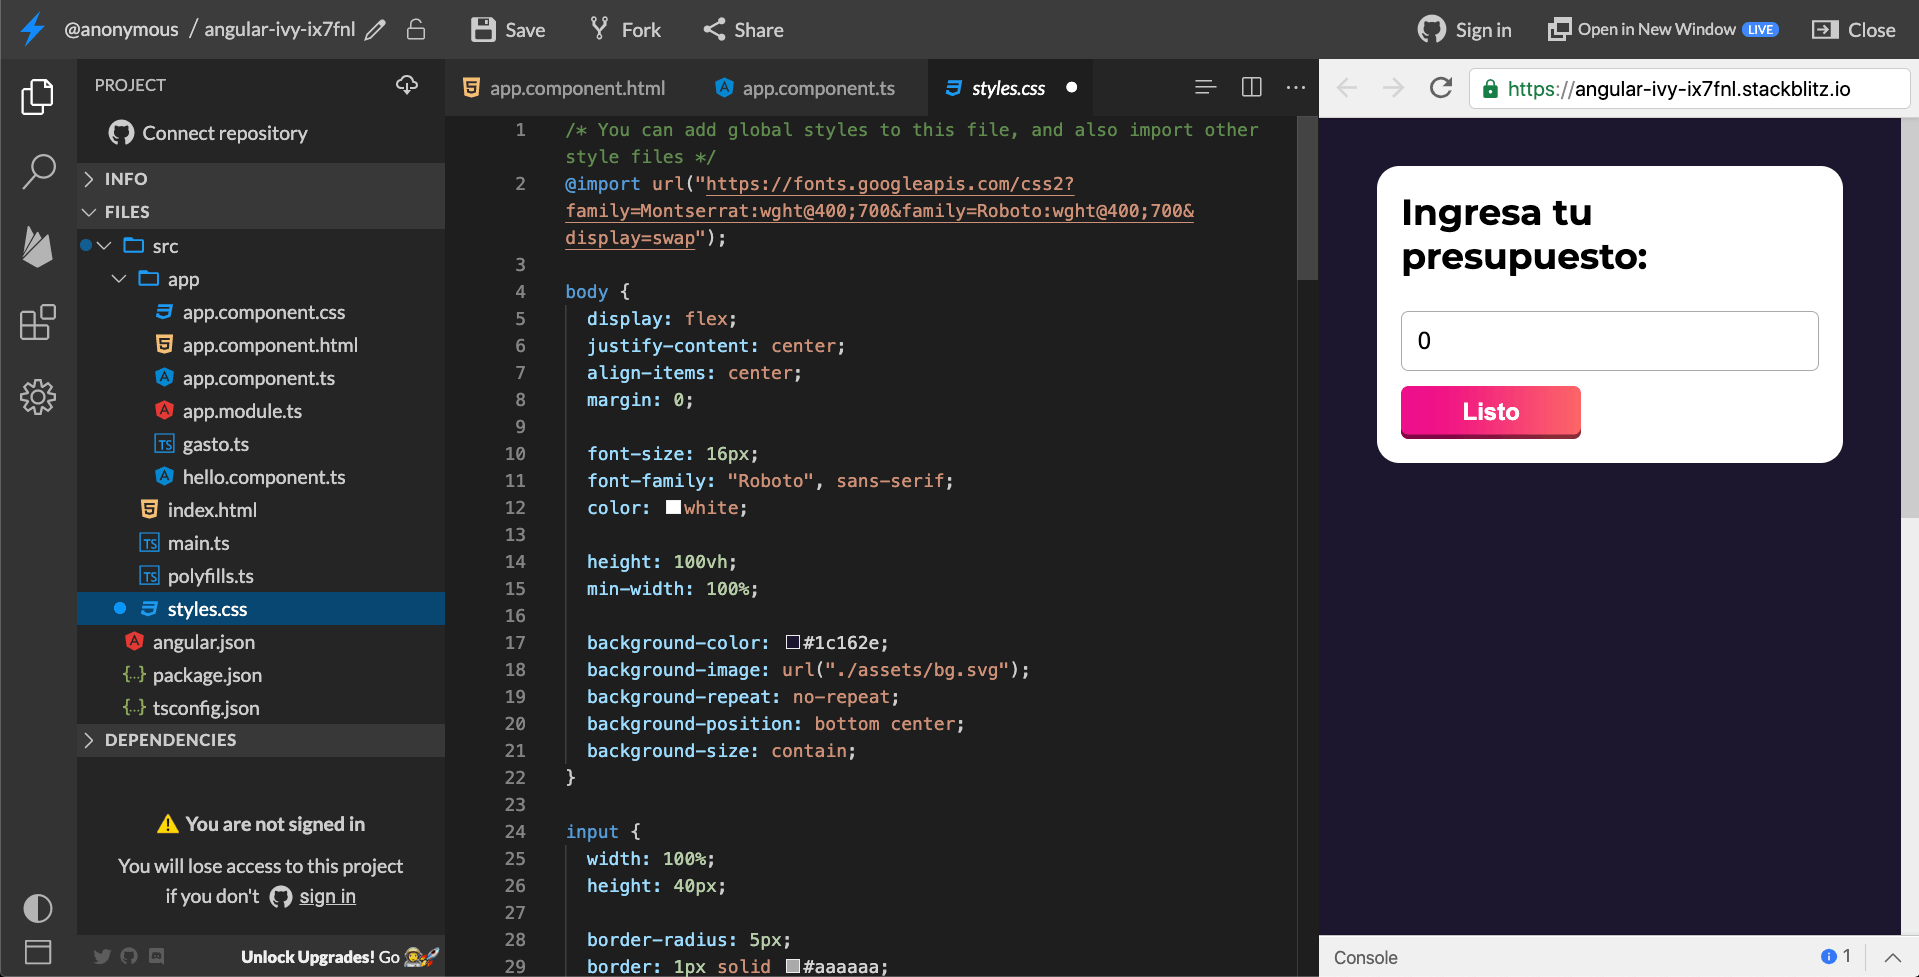 @anonymous / angular-ivy-ix7fnl
Save
Fork
Share
Sign in
Open in New Window LIVE
Close
PROJECT
Connect repository
INFO
FILES
src
app
app.component.css
app.component.html
app.component.ts
app.module.ts
TS gasto.ts
hello.component.ts
index.html
TS main.ts
TS polyfills.ts
styles.css
angular.json
{..} package.json
{..} tsconfig.json
DEPENDENCIES
You are not signed in
You will lose access to this project
if you don't sign in
Unlock Upgrades! Go
app.component.html
app.component.ts
styles.css
1 /* You can add global styles to this file, and also import other
style files */
2 @import url("https://fonts.googleapis.com/css2?
family=Montserrat:wght@400;700&family=Roboto:wght@400;700&
display=swap");
3
4 body {
5 display: flex;
6 justify-content: center;
7 align-items: center;
8 margin: 0;
9
10 font-size: 16px;
11 font-family: "Roboto", sans-serif;
12 color: white;
13
14 height: 100vh;
15 min-width: 100%;
16
17 background-color: #1c162e;
18 background-image: url("./assets/bg.svg");
19 background-repeat: no-repeat;
20 background-position: bottom center;
21 background-size: contain;
22 }
23
24 input {
25 width: 100%;
26 height: 40px;
27
28 border-radius: 5px;
29 border: 1px solid #aaaaaa;
https://angular-ivy-ix7fnl.stackblitz.io
Ingresa tu
presupuesto:
0
Listo
Console
1